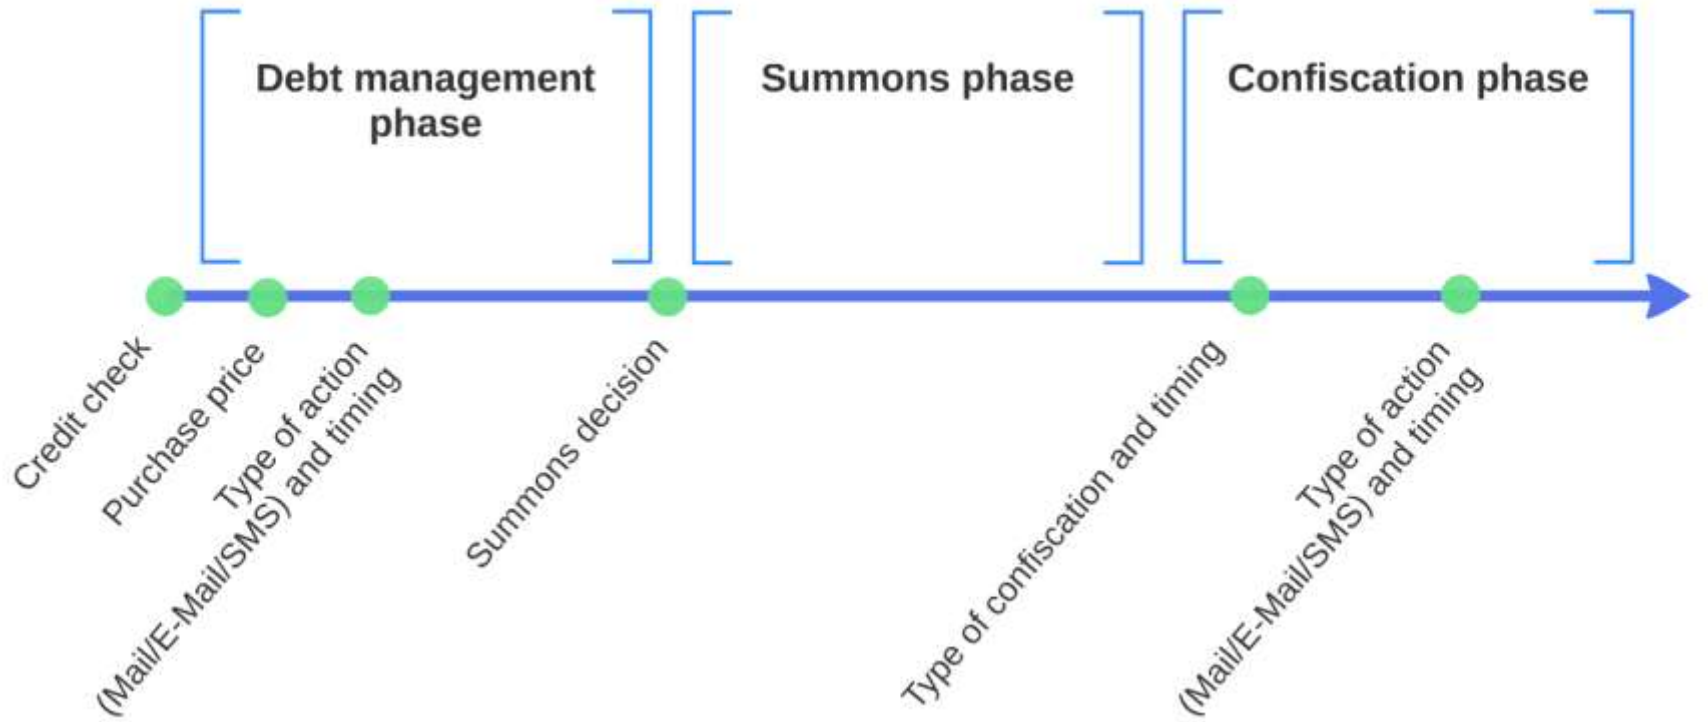 Debt management
phase
Summons phase
Confiscation phase
Credit check
Purchase price
Type of action
(Mail/E-Mail/SMS) and timing
Summons decision
Type of confiscation and timing
Type of action
(Mail/E-Mail/SMS) and timing